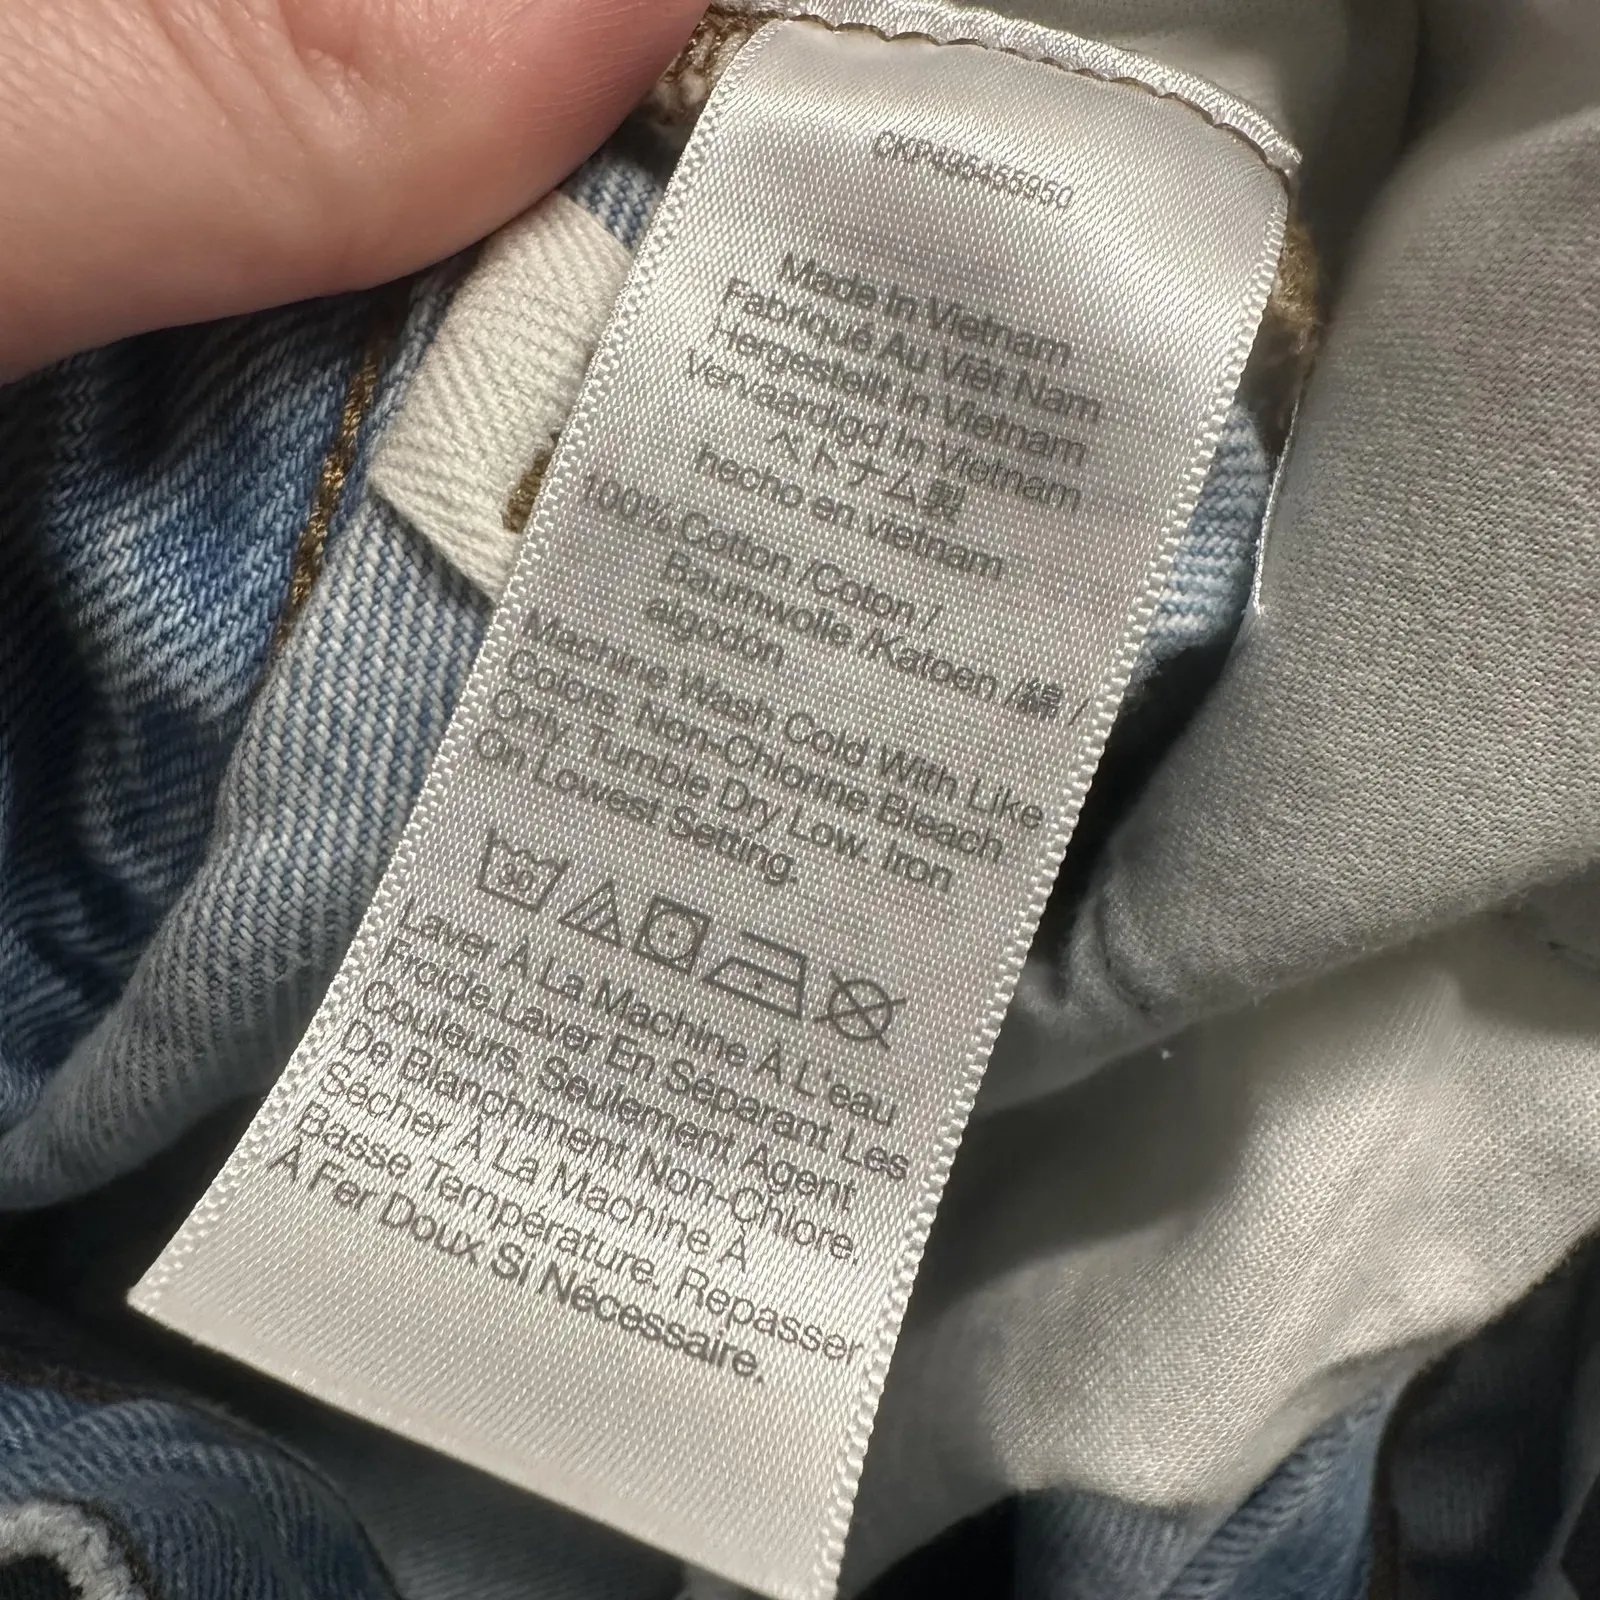 CKP495455950
Made In Vietnam
Fabriqué Au Viêt Nam
Hergestellt In Vietnam
Vervaardigd In Vietnam
ベトナム製
hecho en vietnam
100% Cotton /Coton /
Baumwolle /Katoen /綿 /
algodon
Machine Wash Cold With Like
Colors. Non-Chlorine Bleach
Only. Tumble Dry Low. Iron
On Lowest Setting.
30
Laver À La Machine À L'eau
Froide.Laver En Séparant Les
Couleurs. Seulement Agent
De Blanchiment Non-Chlore.
Sécher À La Machine À
Basse Température. Repasser
À Fer Doux Si Nécessaire.